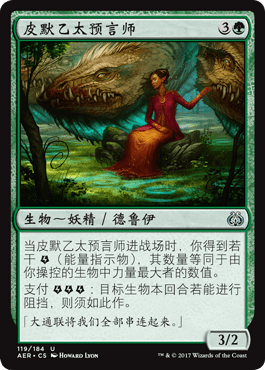 皮默乙太预言师 3
生物～妖精／德鲁伊
当皮默乙太预言师进战场时，你得到若
干（能量指示物），其数量等同于由
你操控的生物中力量最大者的数值。
支付：目标生物本回合若能进行
阻挡，则须如此作。
「大通联将我们全部串连起来。」
3/2
119/184 U
AER • CS Howard Lyon
™ & © 2017 Wizards of the Coast